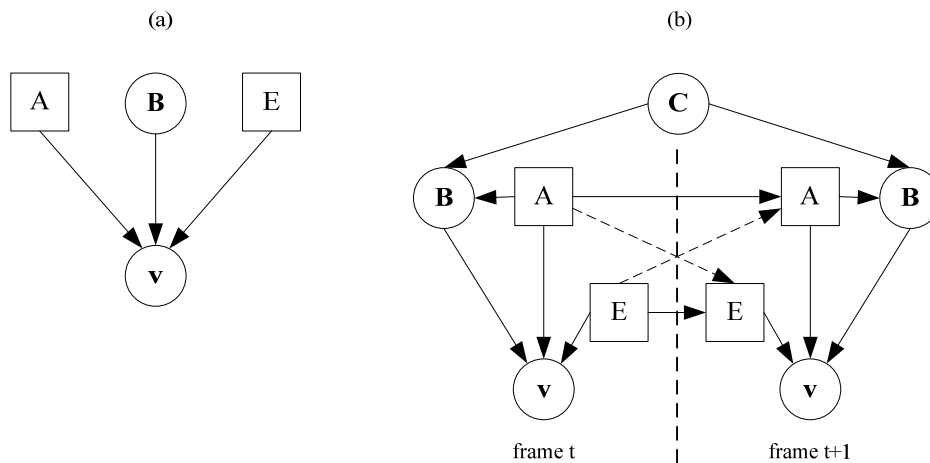 (a) (b)
A B E C
B A A B
v E E
v v
frame t frame t+1